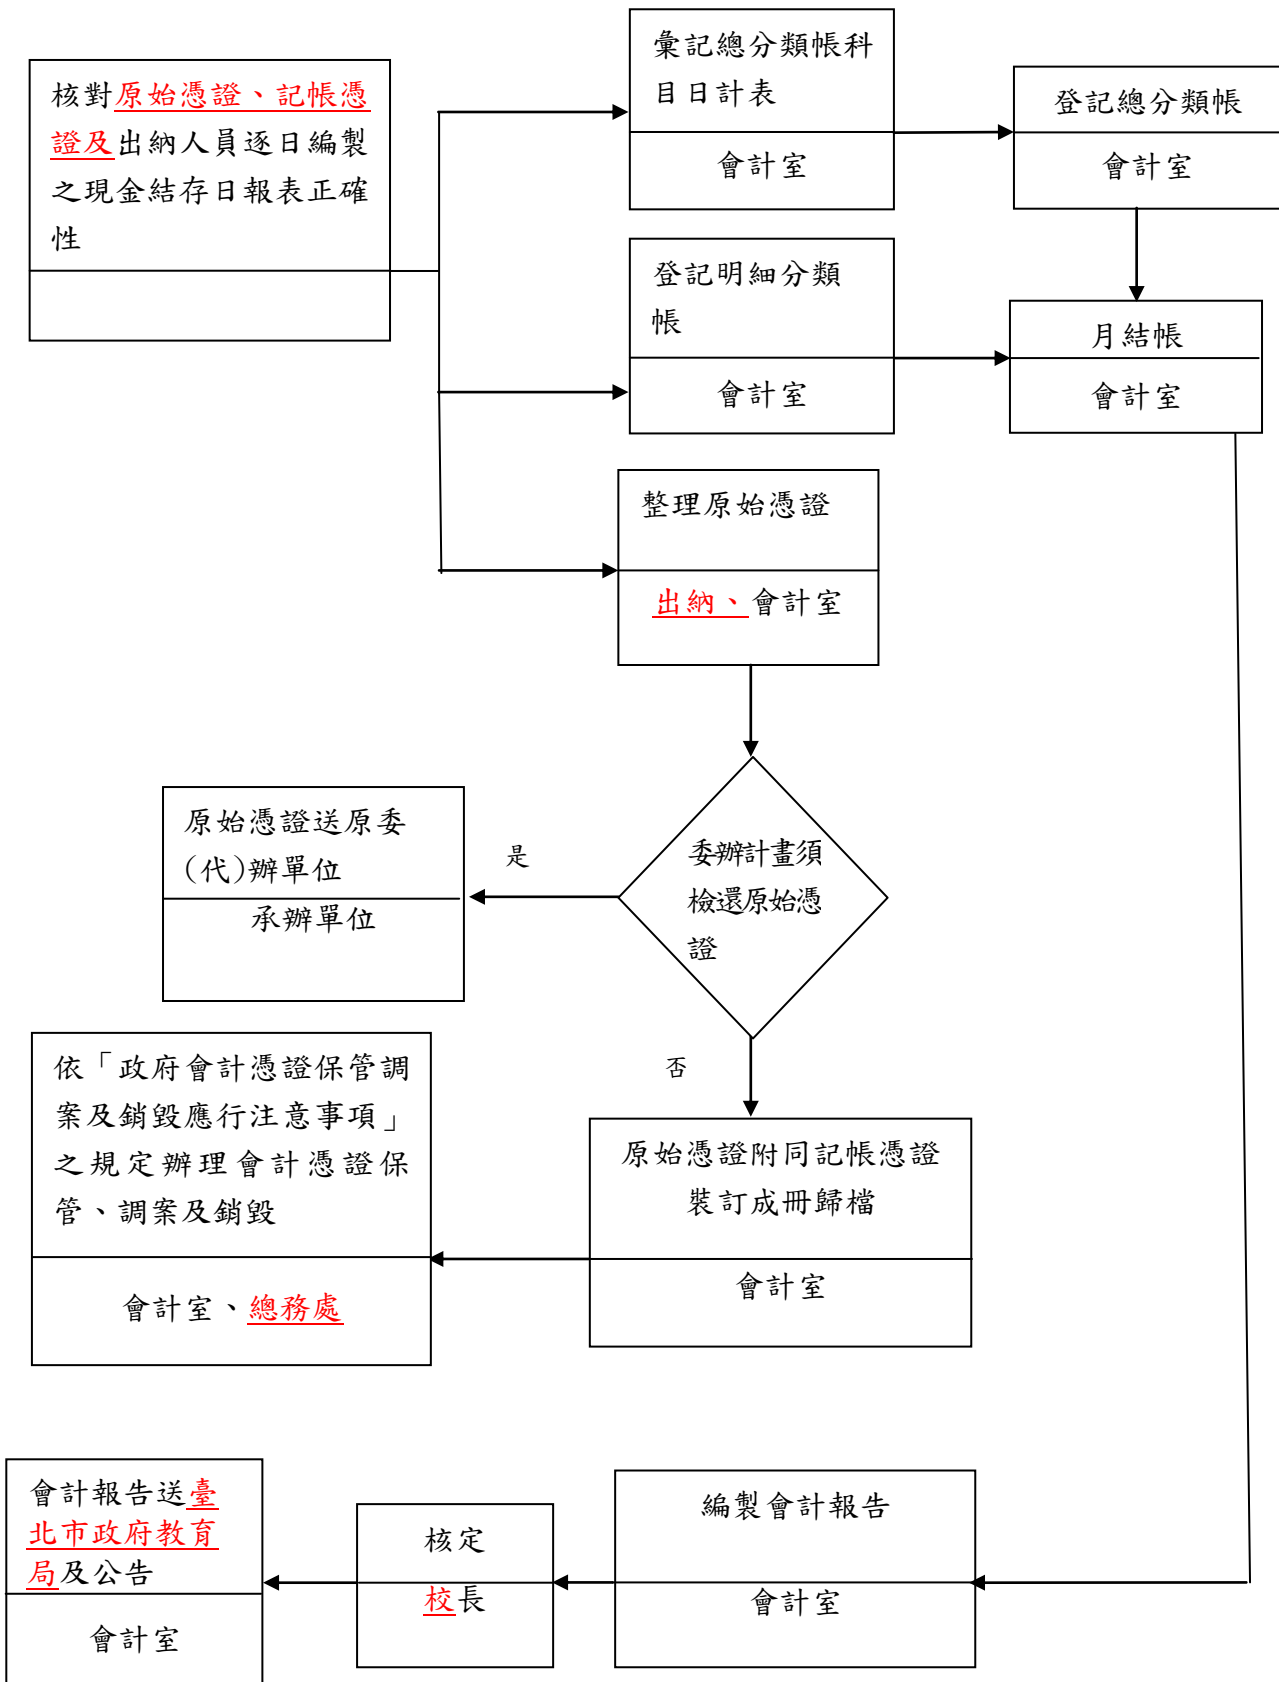 核對原始憑證、記帳憑
證及出納人員逐日編製
之現金結存日報表正確
性
彙記總分類帳科
目日計表
會計室
登記總分類帳
會計室
登記明細分類
帳
會計室
月結帳
會計室
整理原始憑證
出納、會計室
委辦計畫須
檢還原始憑
證
是
原始憑證送原委
(代)辦單位
承辦單位
否
原始憑證附同記帳憑證
裝訂成冊歸檔
會計室
依「政府會計憑證保管調
案及銷毀應行注意事項」
之規定辦理會計憑證保
管、調案及銷毀
會計室、總務處
編製會計報告
會計室
核定
校長
會計報告送臺
北市政府教育
局及公告
會計室